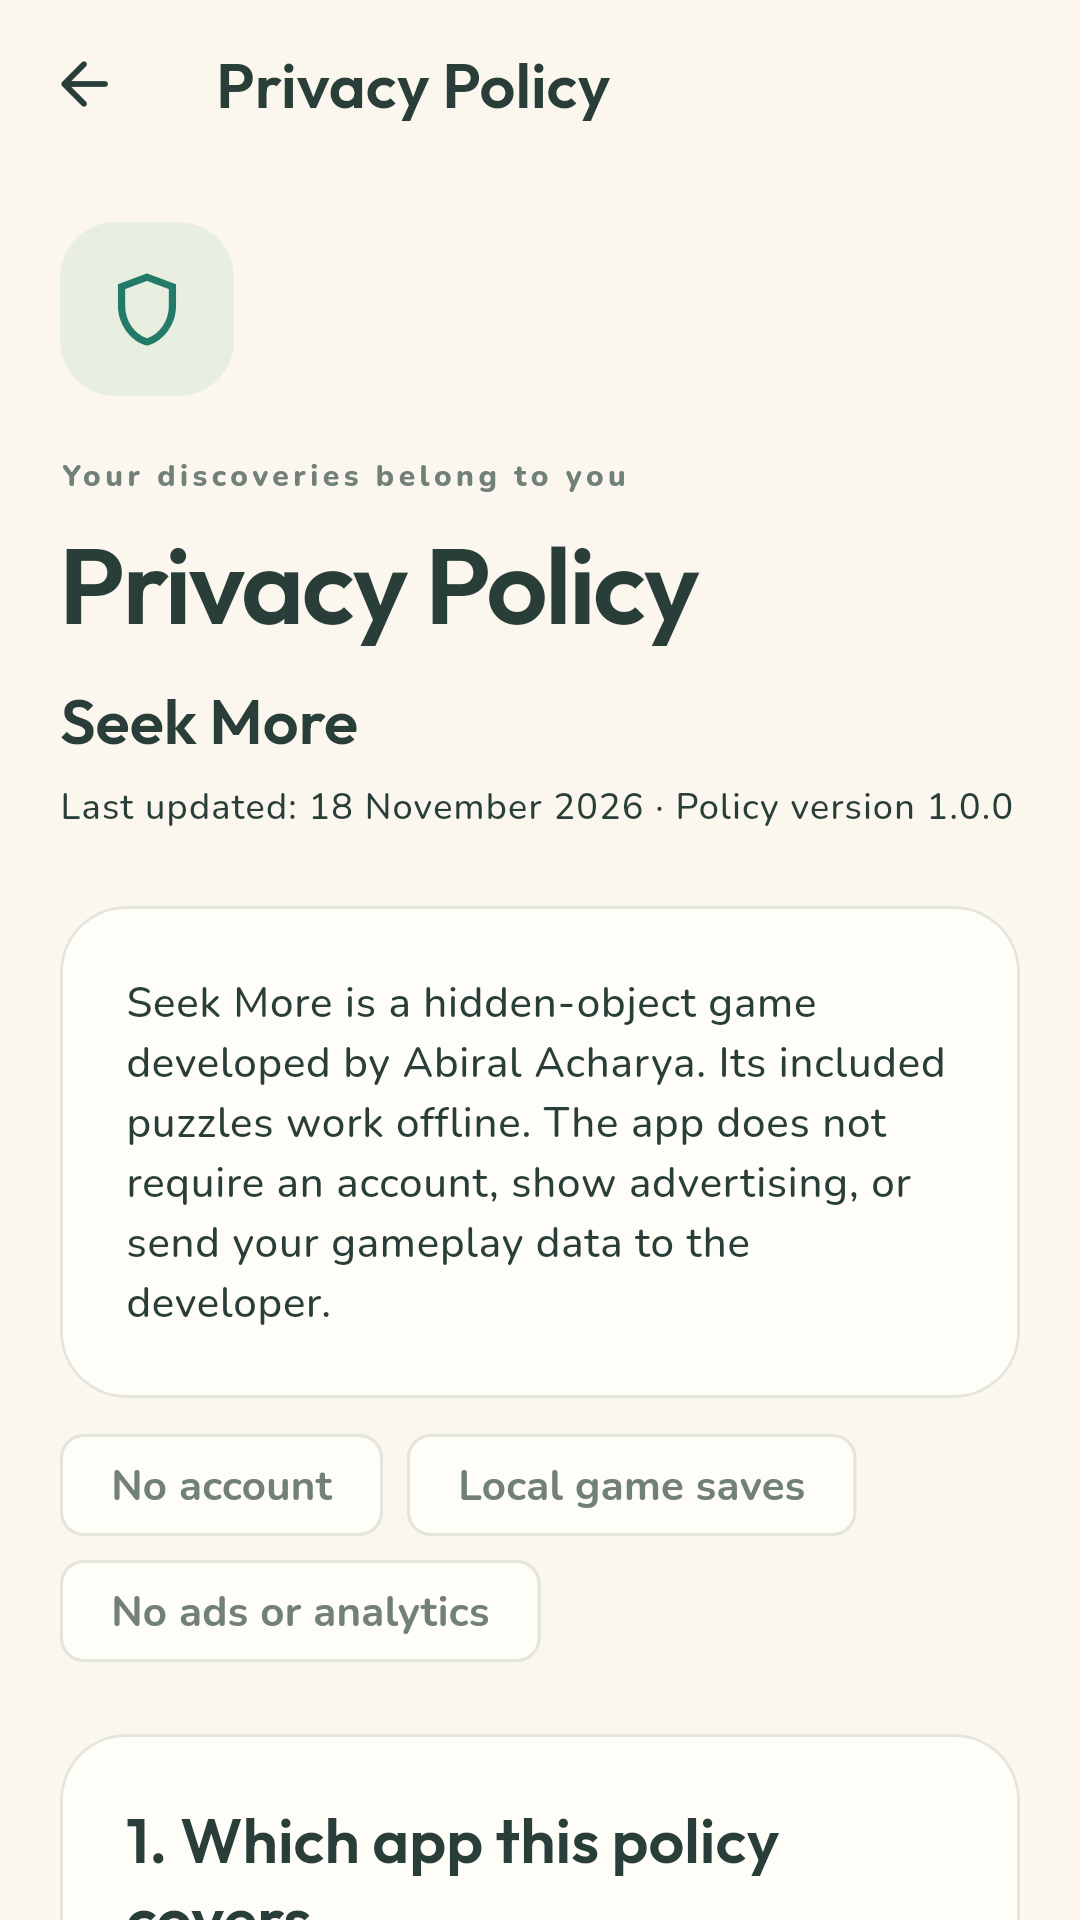 Privacy Policy
Your discoveries belong to you
Privacy Policy
Seek More
Last updated: 18 November 2026 · Policy version 1.0.0
Seek More is a hidden-object game
developed by Abiral Acharya. Its included
puzzles work offline. The app does not
require an account, show advertising, or
send your gameplay data to the
developer.
No account
Local game saves
No ads or analytics
1. Which app this policy
covers